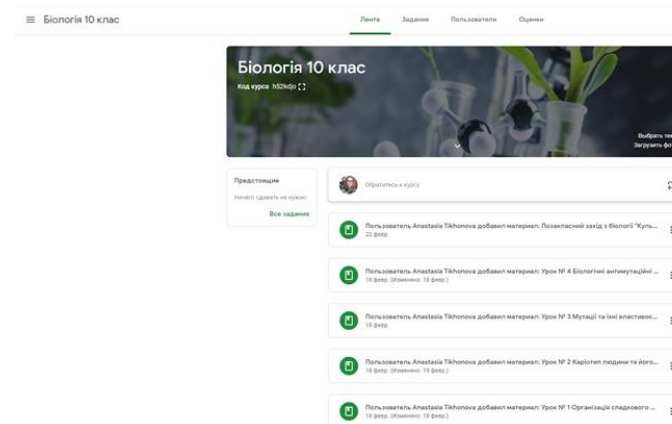 Біологія 10 клас
Лента Задания Пользователи Оценки
Біологія 10 клас
Код курса h52kdjo
Выбрать тем
Загрузить фот
Предстоящие
Ничего сдавать не нужно
Все задания
Обратитесь к курсу
Пользователь Anastasia Tikhonova добавил материал: Позакласний захід з біології "Куль...
22 февр.
Пользователь Anastasia Tikhonova добавил материал: Урок № 4 Біологічні антимутаційні ...
18 февр. (Изменено: 18 февр.)
Пользователь Anastasia Tikhonova добавил материал: Урок № 3 Мутації та їхні властивос...
18 февр.
Пользователь Anastasia Tikhonova добавил материал: Урок № 2 Каріотип людини та його...
18 февр. (Изменено: 19 февр.)
Пользователь Anastasia Tikhonova добавил материал: Урок № 1 Організація спадкового ...
18 февр. (Изменено: 18 февр.)